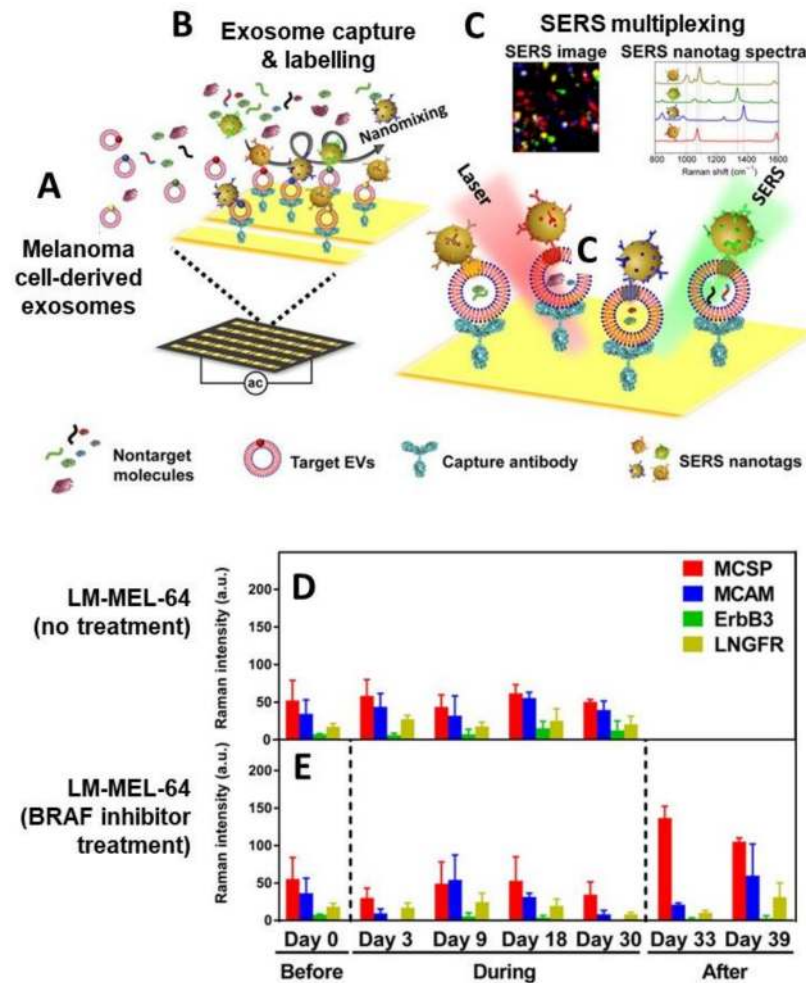 B
Exosome capture
& labelling
C
SERS multiplexing
SERS image
SERS nanotag spectra
800 1000 1200 1400 1600
Raman shift (cm⁻¹)
Nanomixing
A
Melanoma
cell-derived
exosomes
Laser
C
SERS
ac
Nontarget
molecules
Target EVs
Capture antibody
SERS nanotags
LM-MEL-64
(no treatment)
Raman intensity (a.u.)
200
150
100
50
0
D
MCSP
MCAM
ErbB3
LNGFR
LM-MEL-64
(BRAF inhibitor
treatment)
Raman intensity (a.u.)
200
150
100
50
0
E
Day 0 Day 3 Day 9 Day 18 Day 30 Day 33 Day 39
Before During After